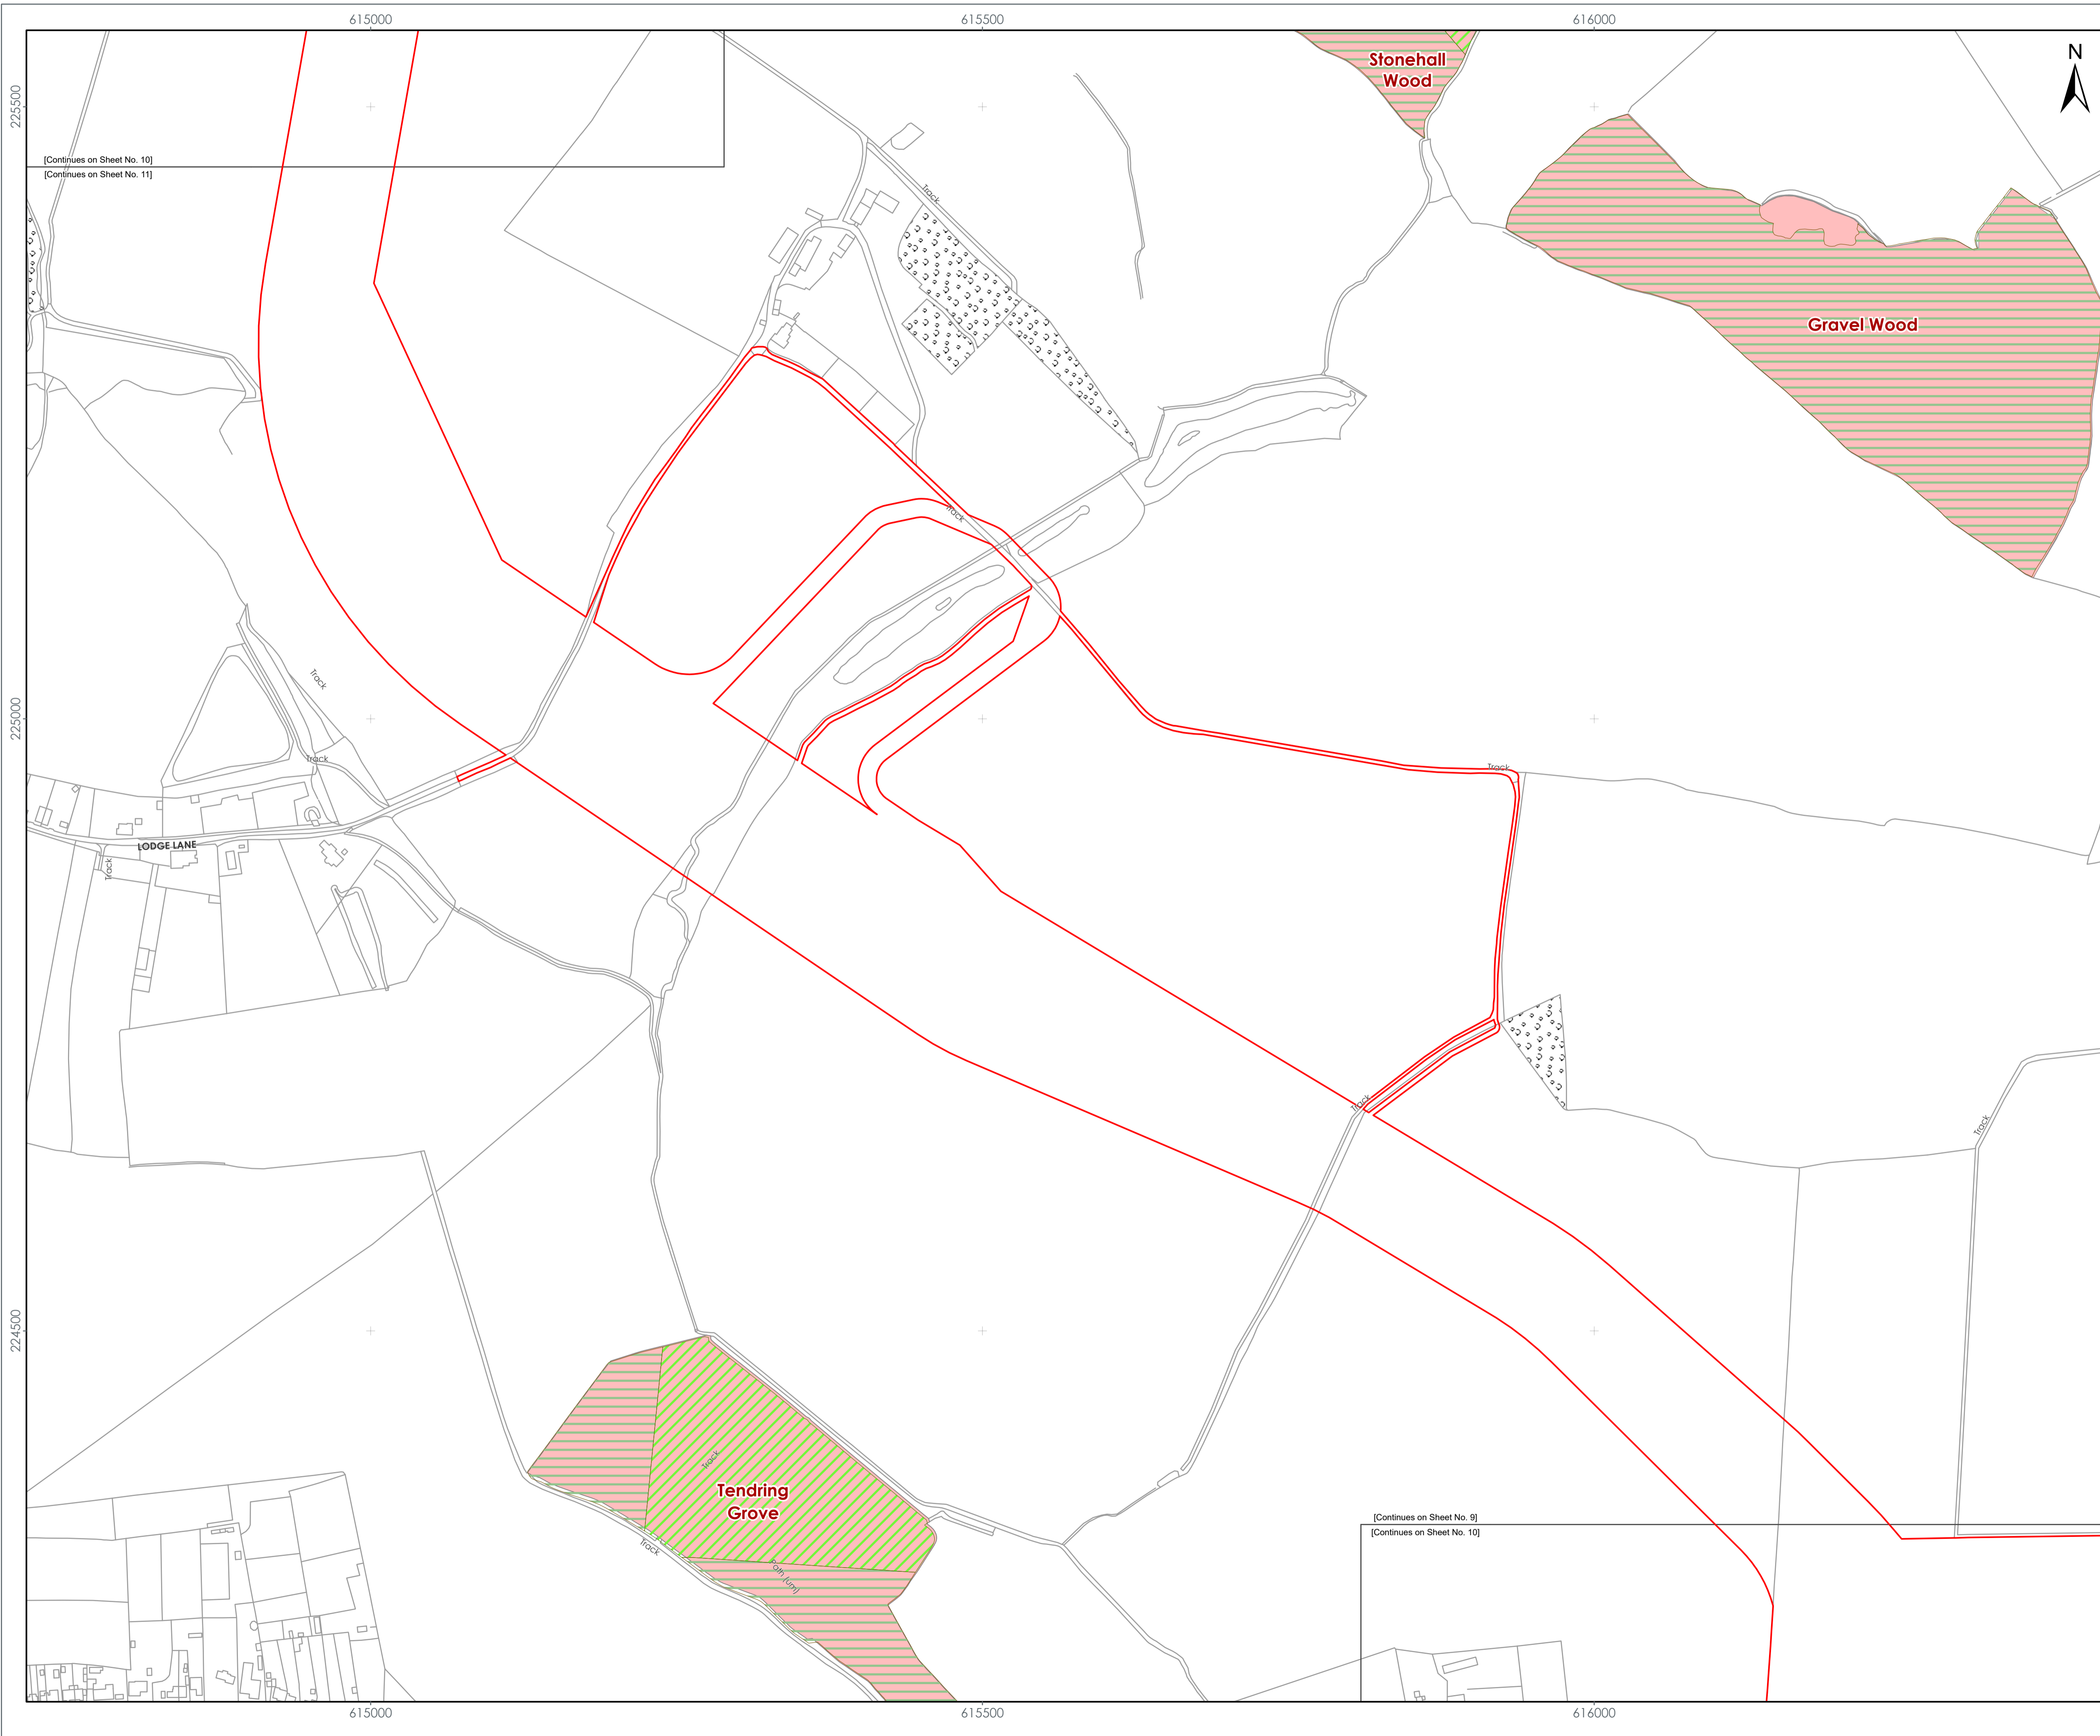 615000
615500
616000
Stonehall
Wood
N
225500
[Continues on Sheet No. 10]
[Continues on Sheet No. 11]
Track
Gravel Wood
Track
Track
225000
Track
Track
LODGE LANE
Track
Track
Track
224500
Track
Tendring
Grove
[Continues on Sheet No. 9]
[Continues on Sheet No. 10]
Track
Path (um)
615000
615500
616000